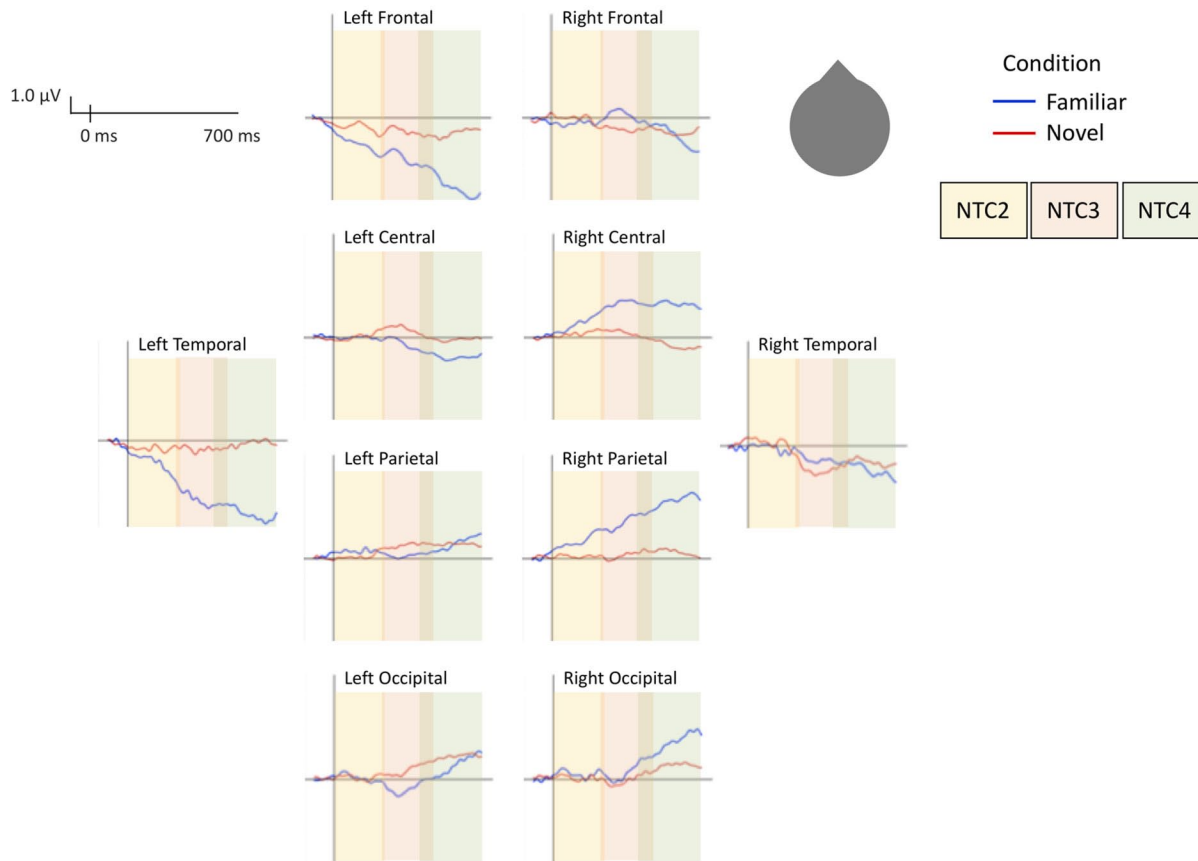 Left Frontal
Right Frontal
Condition
Familiar
Novel
1.0 µV
0 ms
700 ms
NTC2
NTC3
NTC4
Left Central
Right Central
Left Temporal
Right Temporal
Left Parietal
Right Parietal
Left Occipital
Right Occipital